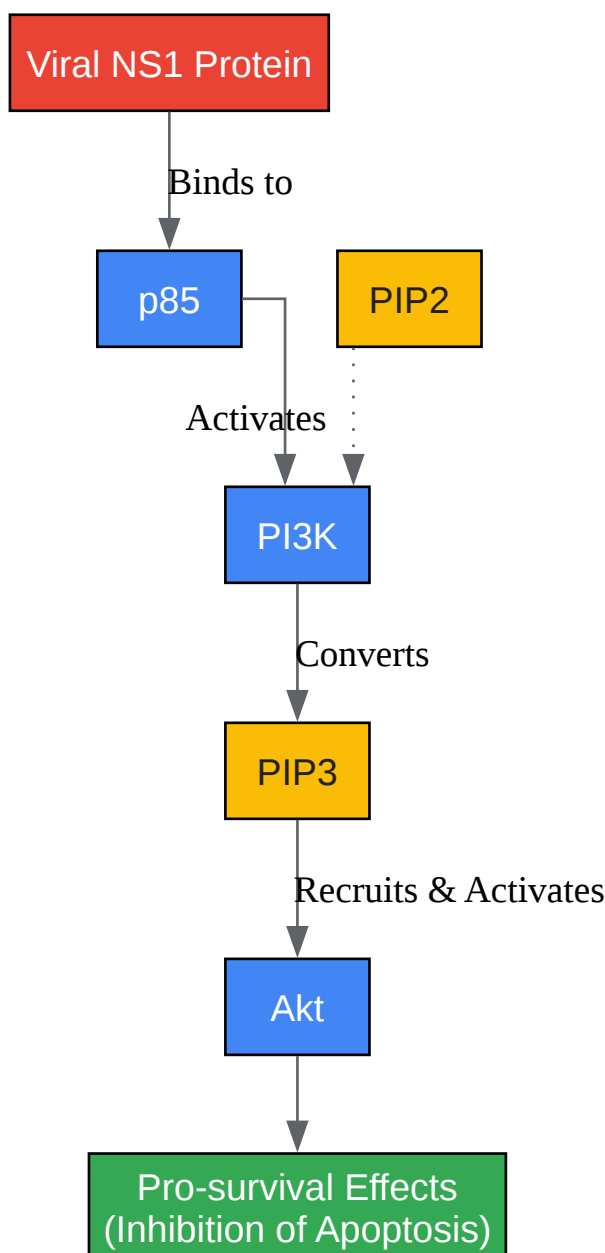 Viral NS1 Protein
Binds to
p85
PIP2
Activates
PI3K
Converts
PIP3
Recruits & Activates
Akt
Pro-survival Effects
(Inhibition of Apoptosis)